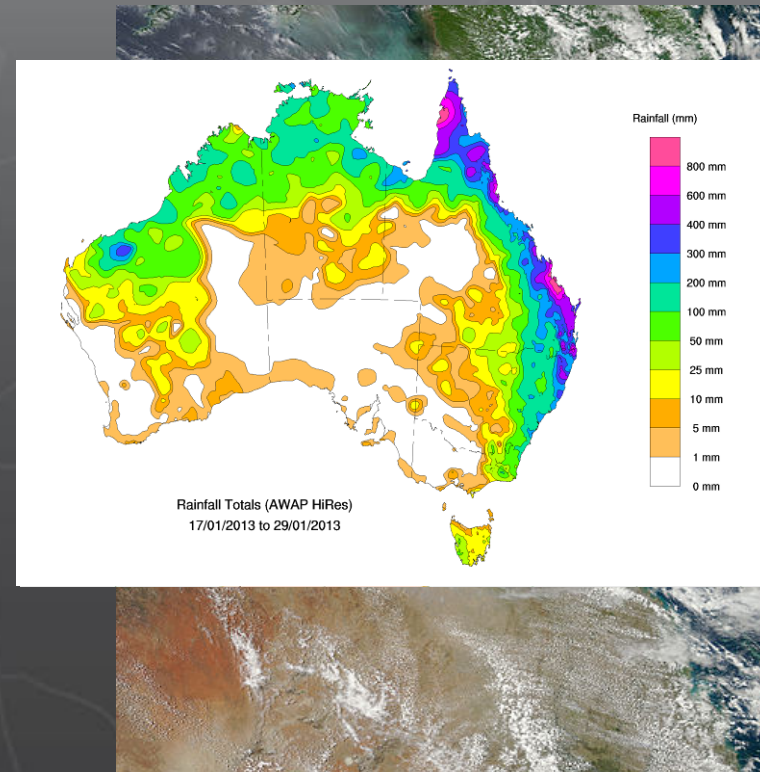 Rainfall (mm)
800 mm
600 mm
400 mm
300 mm
200 mm
100 mm
50 mm
25 mm
10 mm
5 mm
1 mm
0 mm
Rainfall Totals (AWAP HiRes)
17/01/2013 to 29/01/2013